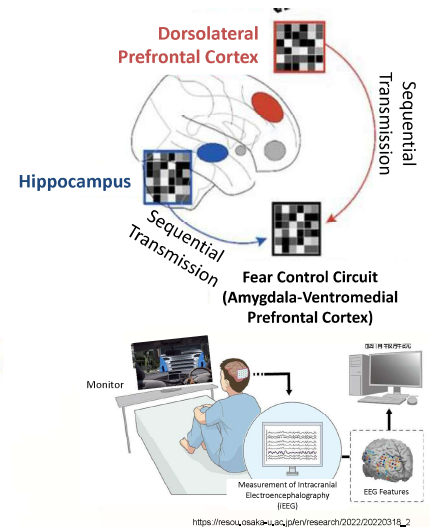 Dorsolateral
Prefrontal Cortex
Sequential
Transmission
Hippocampus
Sequential
Transmission
Fear Control Circuit
(Amygdala-Ventromedial
Prefrontal Cortex)
Monitor
Measurement of Intracranial
Electroencephalography
(iEEG)
EEG Features
https://resou.osaka-u.ac.jp/en/research/2022/20220318_2